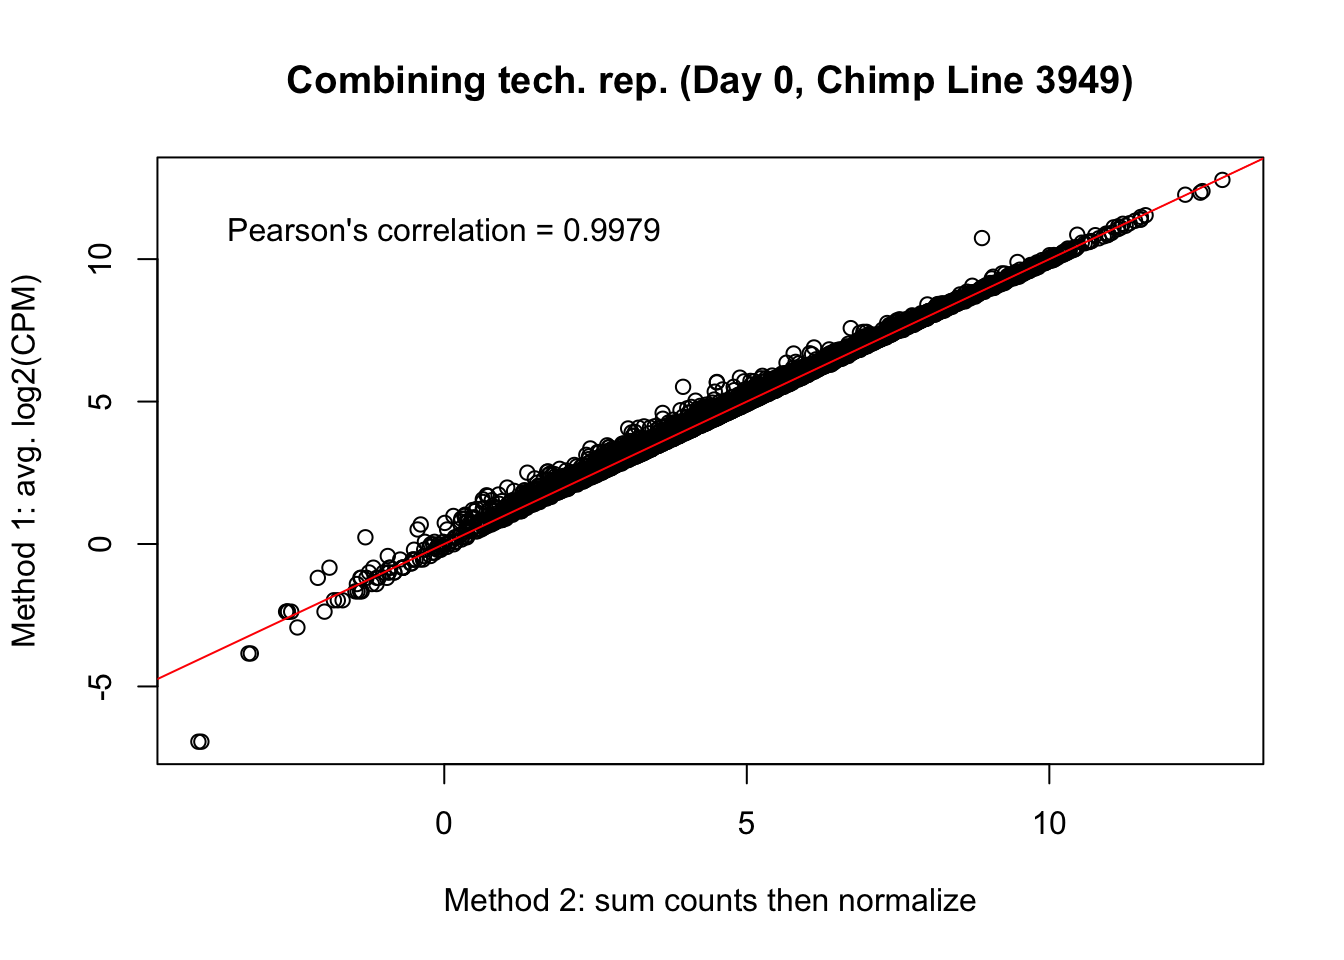 Combining tech. rep. (Day 0, Chimp Line 3949)
Pearson's correlation = 0.9979
Method 1: avg. log2(CPM)
10
5
0
-5
0 5 10
Method 2: sum counts then normalize